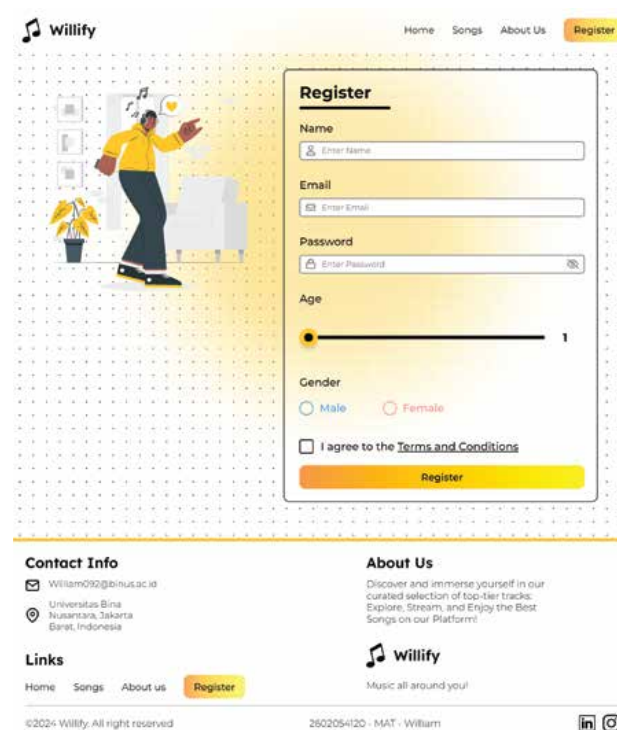 Willify
Home Songs About Us Register
Register
Name
Enter Name
Email
Enter Email
Password
Enter Password
Age
1
Gender
Male Female
I agree to the Terms and Conditions
Register
Contact Info
William092@binus.ac.id
Universitas Bina
Nusantara, Jakarta
Barat, Indonesia
About Us
Discover and immerse yourself in our
curated selection of top-tier tracks.
Explore, Stream, and Enjoy the Best
Songs on our Platform!
Links
Home Songs About us Register
Willify
Music all around you!
©2024 Willify. All right reserved
2602054120 - MAT - William
in